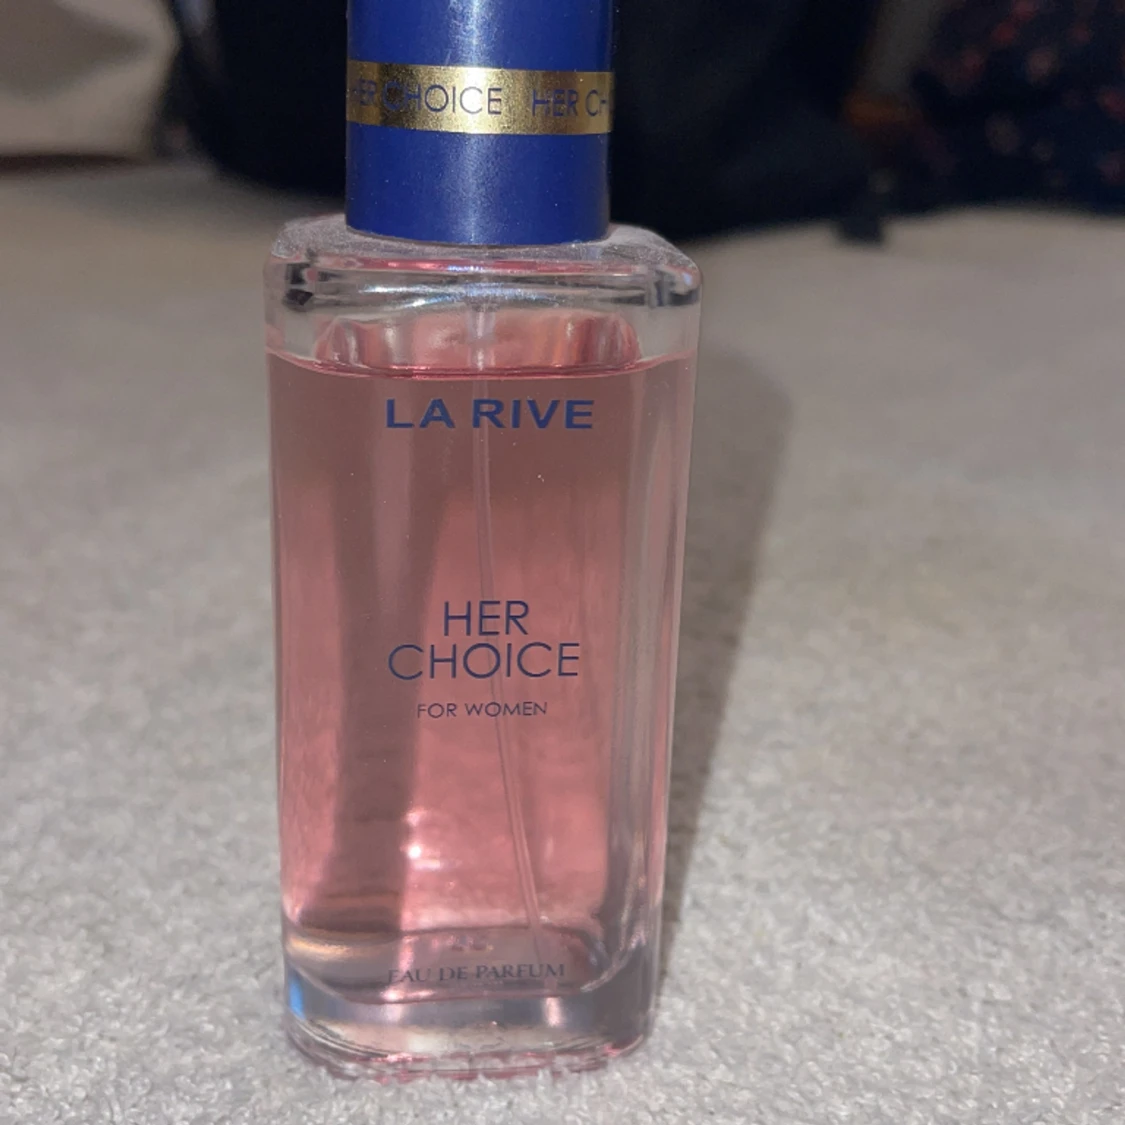 HER CHOICE HER CH
LA RIVE
HER
CHOICE
FOR WOMEN
EAU DE PARFUM